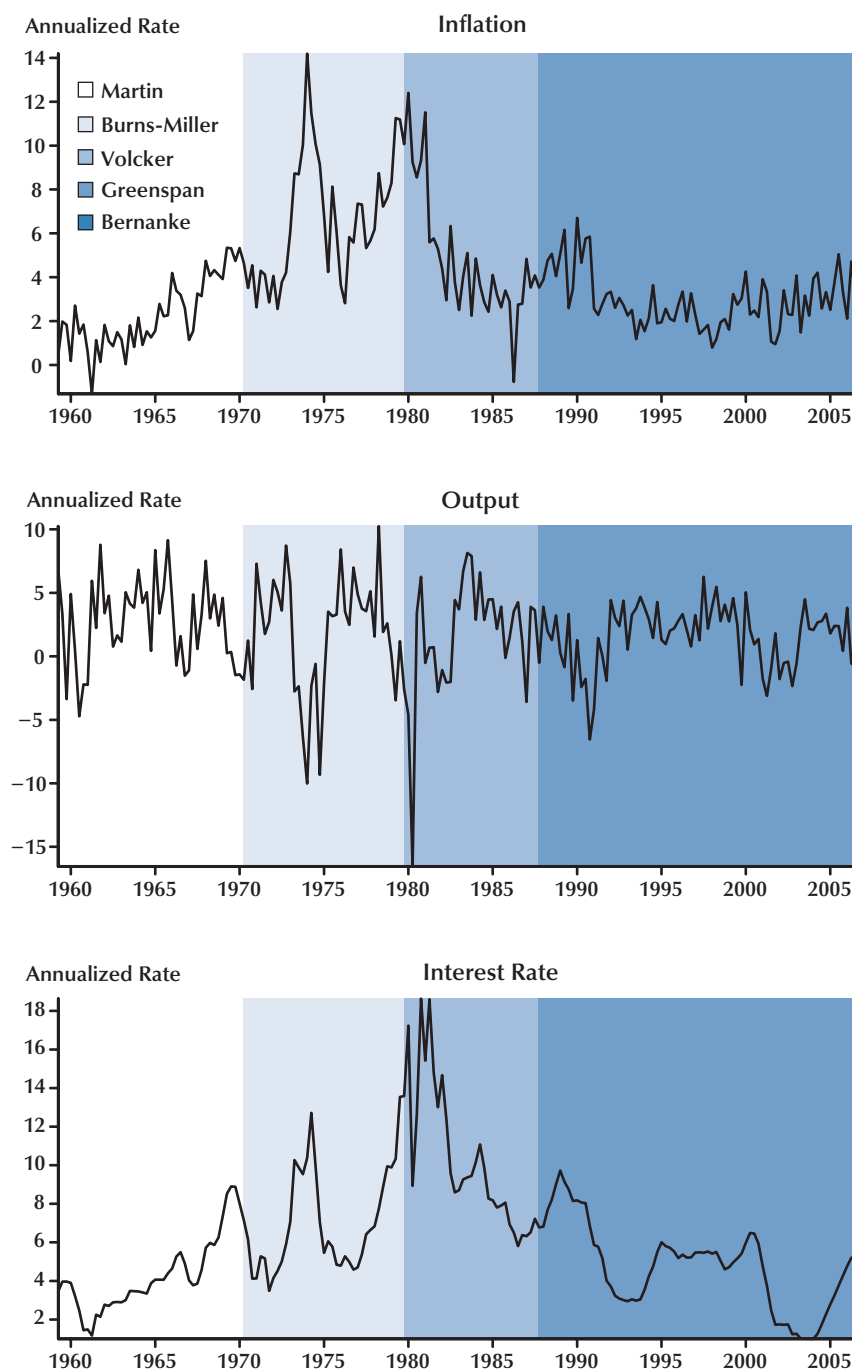 Annualized Rate Inflation
14
Martin
12
Burns-Miller
10
Volcker
8
Greenspan
6
Bernanke
4
2
0
1960 1965 1970 1975 1980 1985 1990 1995 2000 2005
Annualized Rate Output
10
5
0
−5
−10
−15
1960 1965 1970 1975 1980 1985 1990 1995 2000 2005
Annualized Rate Interest Rate
18
16
14
12
10
8
6
4
2
1960 1965 1970 1975 1980 1985 1990 1995 2000 2005